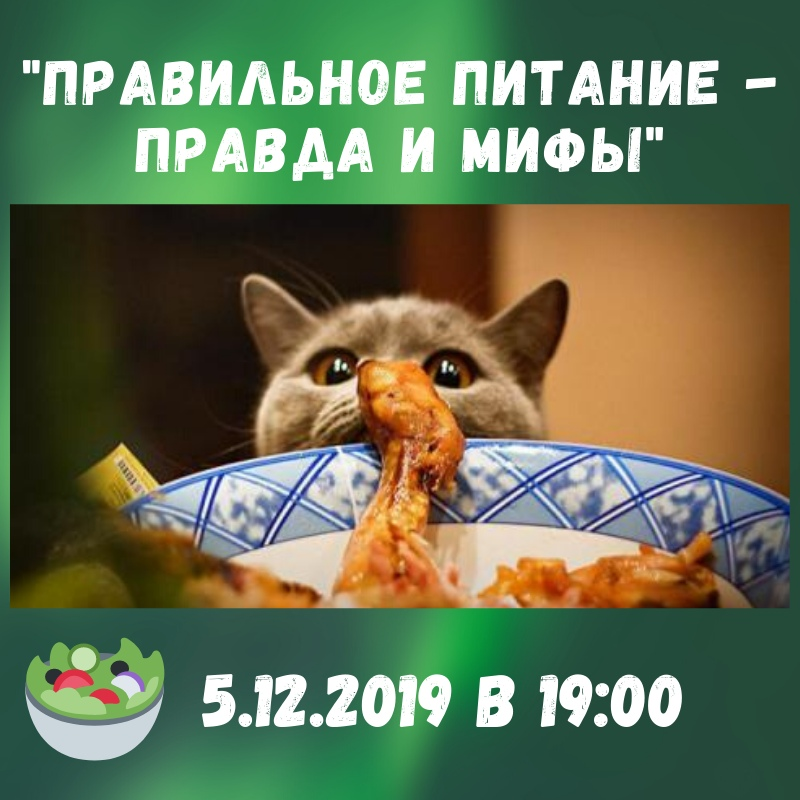 "ПРАВИЛЬНОЕ ПИТАНИЕ -
ПРАВДА И МИФЫ"
5.12.2019 В 19:00